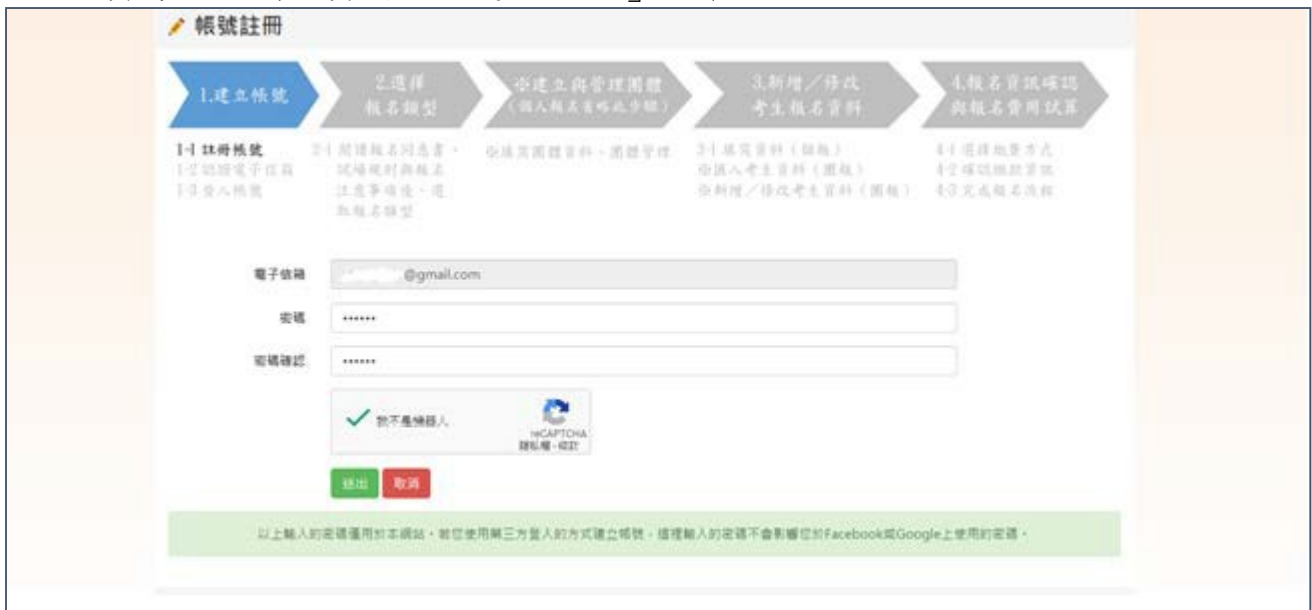 帳號註冊
1.建立帳號
2.選擇
報名類型
※建立與管理團體
(個人報名省略此步驟)
3.新增／修改
考生報名資料
4.報名資訊確認
與報名費用試算
1-1 註冊帳號
1-2 認證電子信箱
1-3 登入帳號
2-1 閱讀報名同意書、
試場規則與報名
注意事項後，選
取報名類型
※填寫團體資料、團體管理
3-1 填寫資料（個報）
※匯入考生資料（團報）
※新增／修改考生資料（團報）
4-1 選擇繳費方式
4-2 確認繳款資訊
4-3 完成報名流程
電子信箱
@gmail.com
密碼
••••••
密碼確認
••••••
我不是機器人
reCAPTCHA
隱私權 - 條款
送出 取消
以上輸入的密碼僅用於本網站，若您使用第三方登入的方式建立帳號，這裡輸入的密碼不會影響您於Facebook或Google上使用的密碼。